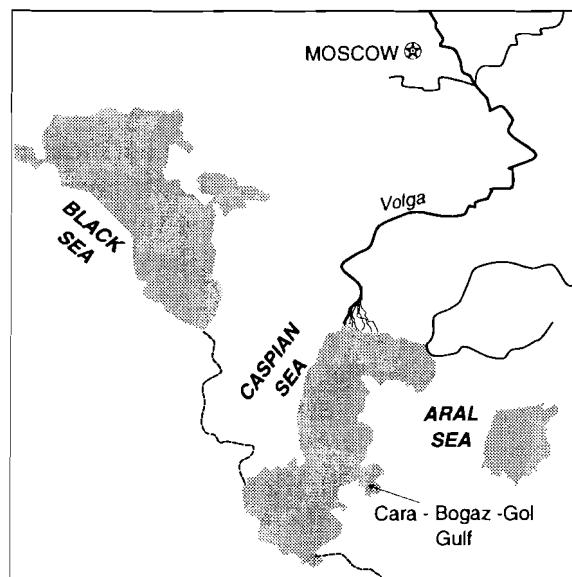 MOSCOW
Volga
BLACK
SEA
CASPIAN
SEA
ARAL
SEA
Cara - Bogaz -Gol
Gulf